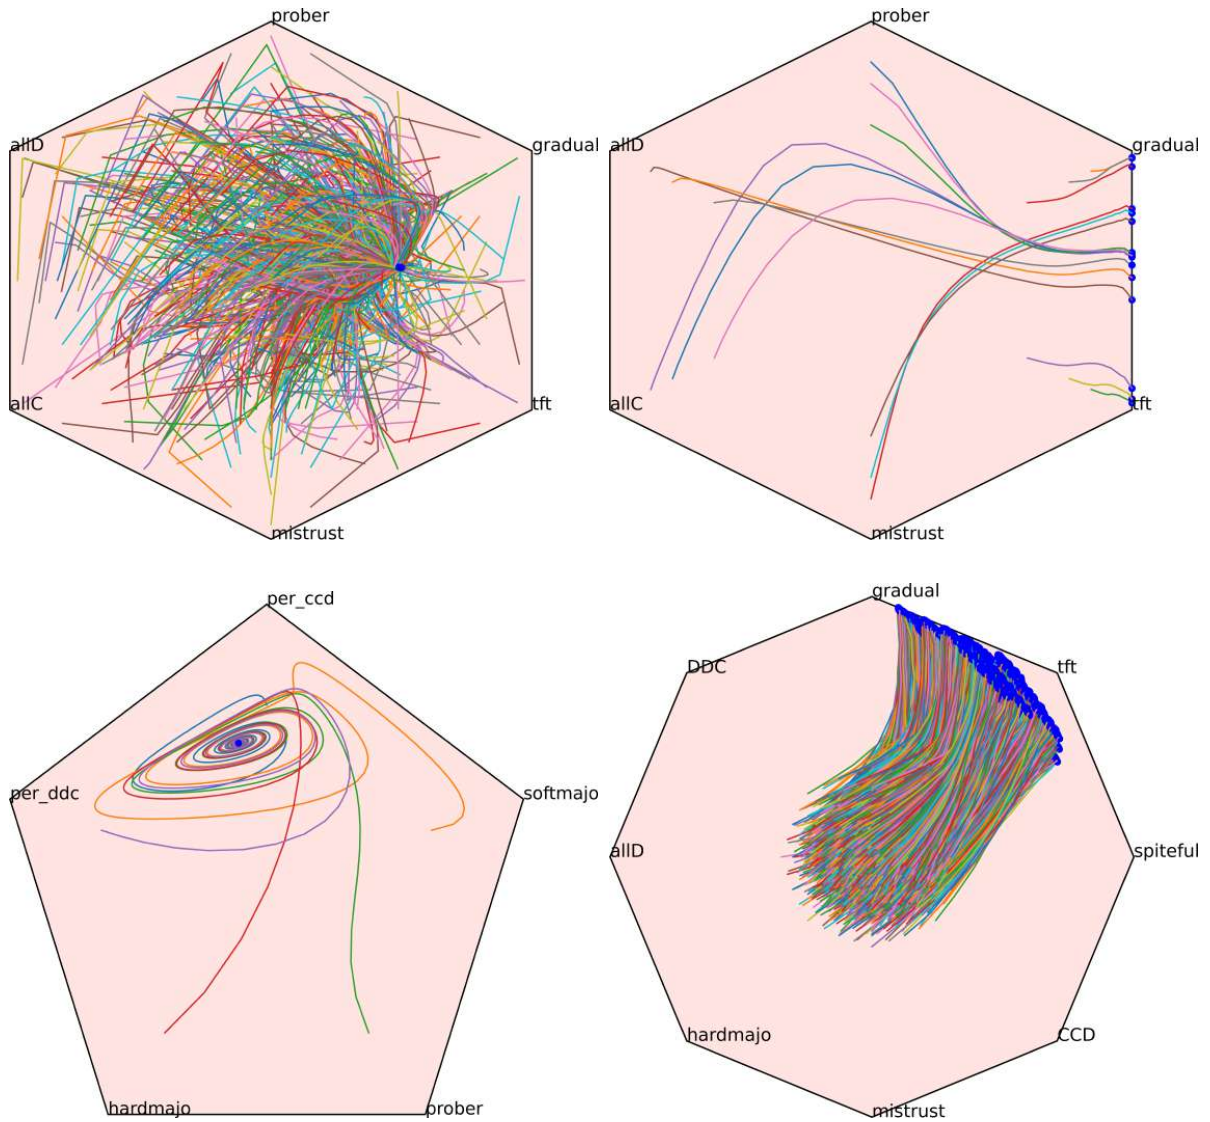 prober
allD
gradual
allC
tft
mistrust
prober
allD
gradual
allC
tft
mistrust
per_ccd
per_ddc
softmajo
hardmajo
prober
gradual
DDC
tft
allD
spiteful
hardmajo
CCD
mistrust